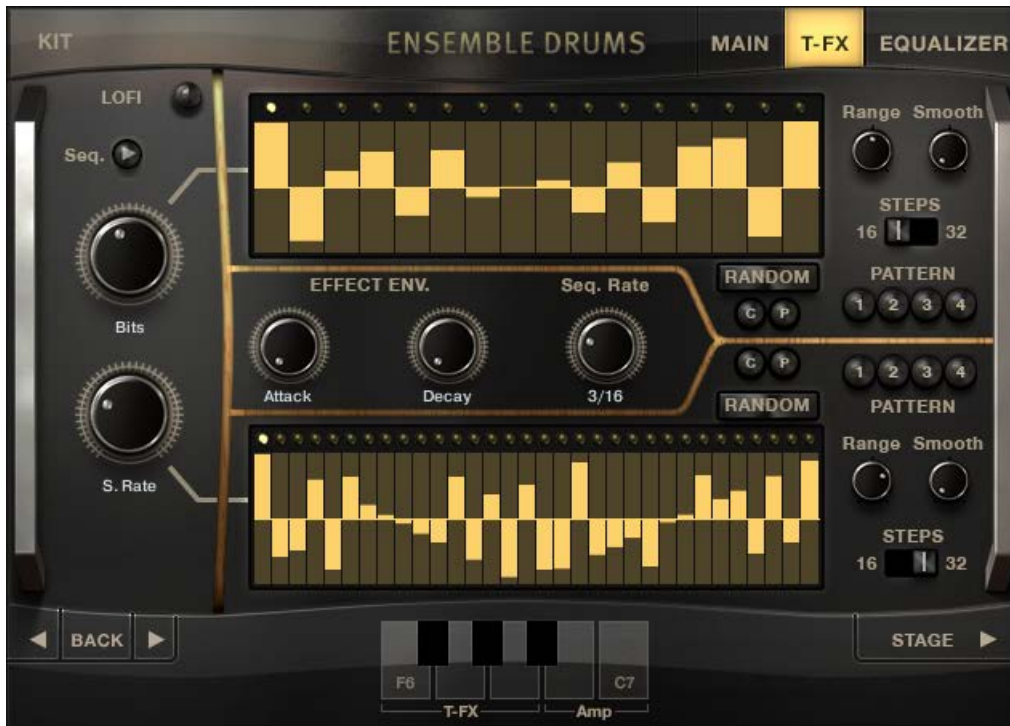 KIT
ENSEMBLE DRUMS
MAIN
T-FX
EQUALIZER
LOFI
Seq.
Bits
S. Rate
Range Smooth
STEPS
16 32
EFFECT ENV.
Seq. Rate
Attack
Decay
3/16
RANDOM
C P
PATTERN
1 2 3 4
C P
RANDOM
1 2 3 4
PATTERN
Range Smooth
STEPS
16 32
BACK
F6
C7
T-FX
Amp
STAGE